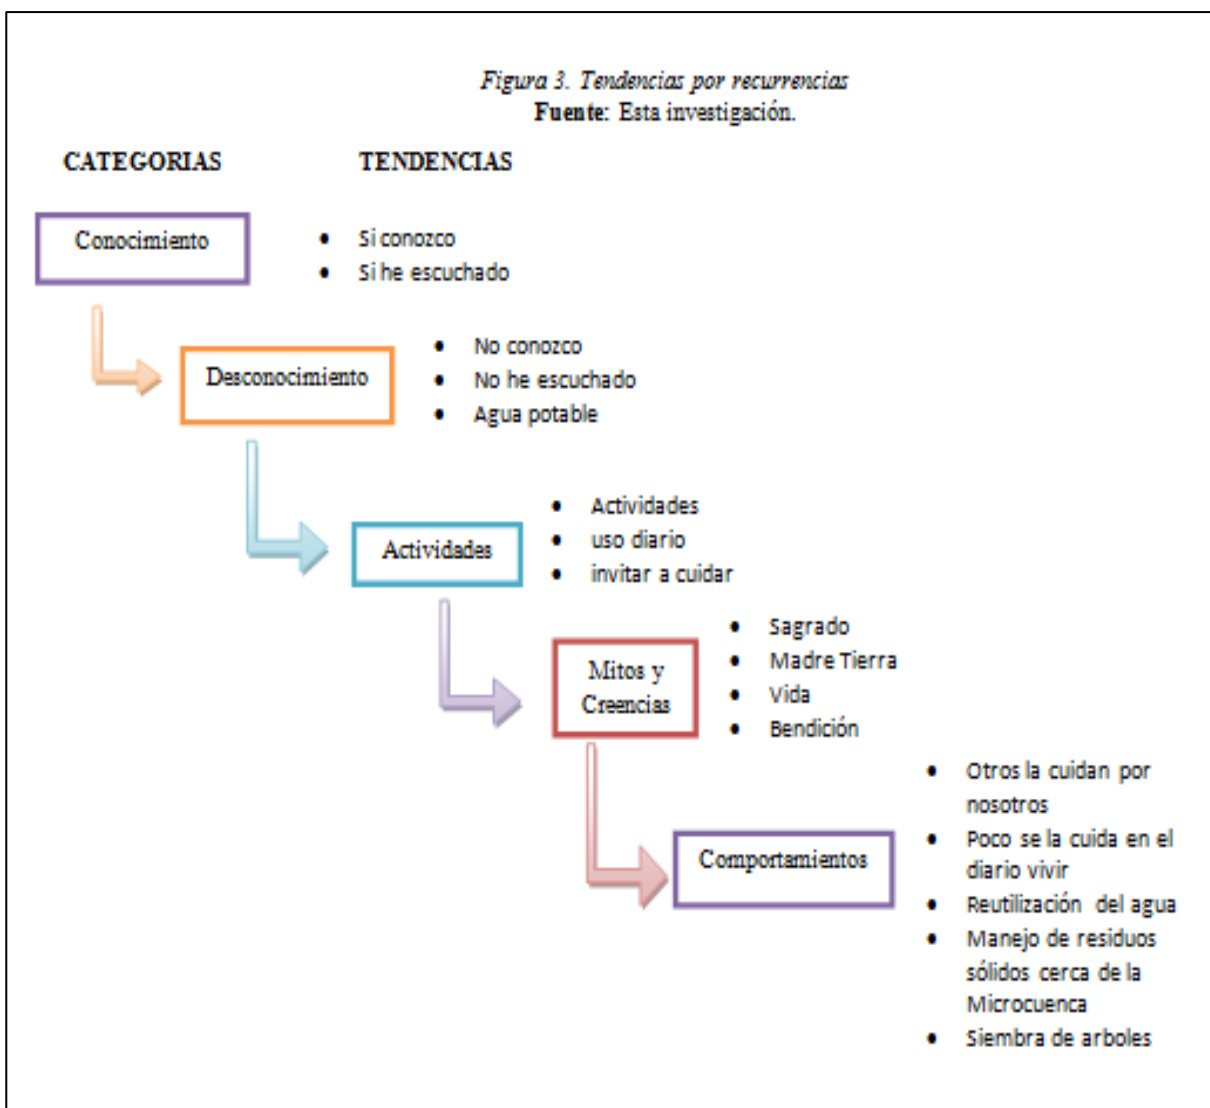 Figura 3. Tendencias por recurrencias
Fuente: Esta investigación.
CATEGORIAS
TENDENCIAS
Conocimiento
• Si conozco
• Si he escuchado
Desconocimiento
• No conozco
• No he escuchado
• Agua potable
Actividades
• Actividades
• uso diario
• invitar a cuidar
Mitos y
Creencias
• Sagrado
• Madre Tierra
• Vida
• Bendición
Comportamientos
• Otros la cuidan por
nosotros
• Poco se la cuida en el
diario vivir
• Reutilización del agua
• Manejo de residuos
sólidos cerca de la
Microcuenca
• Siembra de arboles